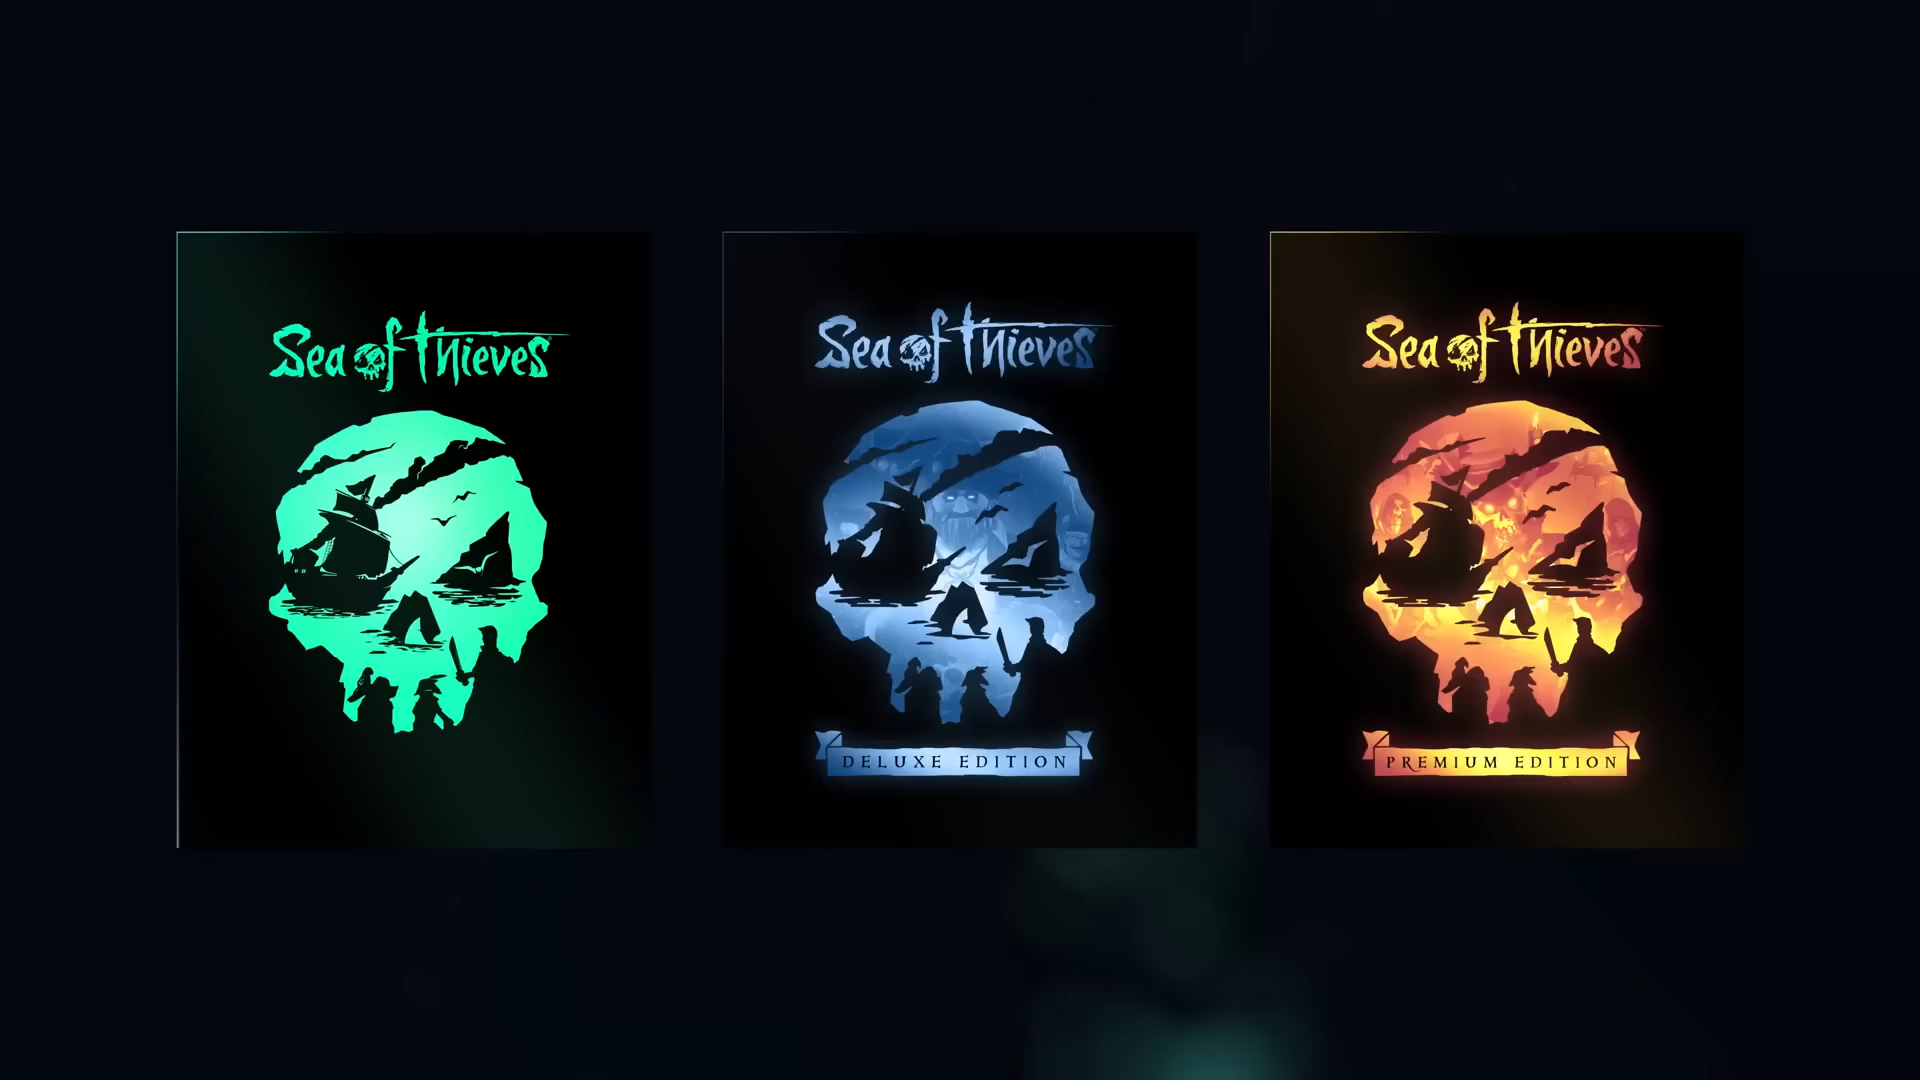 Sea of Thieves
Sea of Thieves
DELUXE EDITION
Sea of Thieves
PREMIUM EDITION